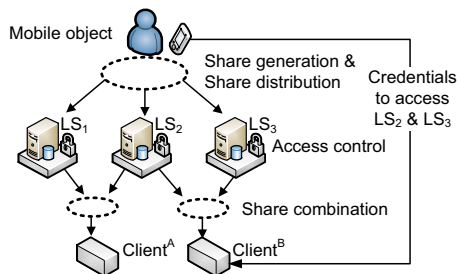 Mobile object
Share generation &
Share distribution
Credentials
to access
LS2 & LS3
LS1
LS2
LS3
Access control
Share combination
ClientA
ClientB